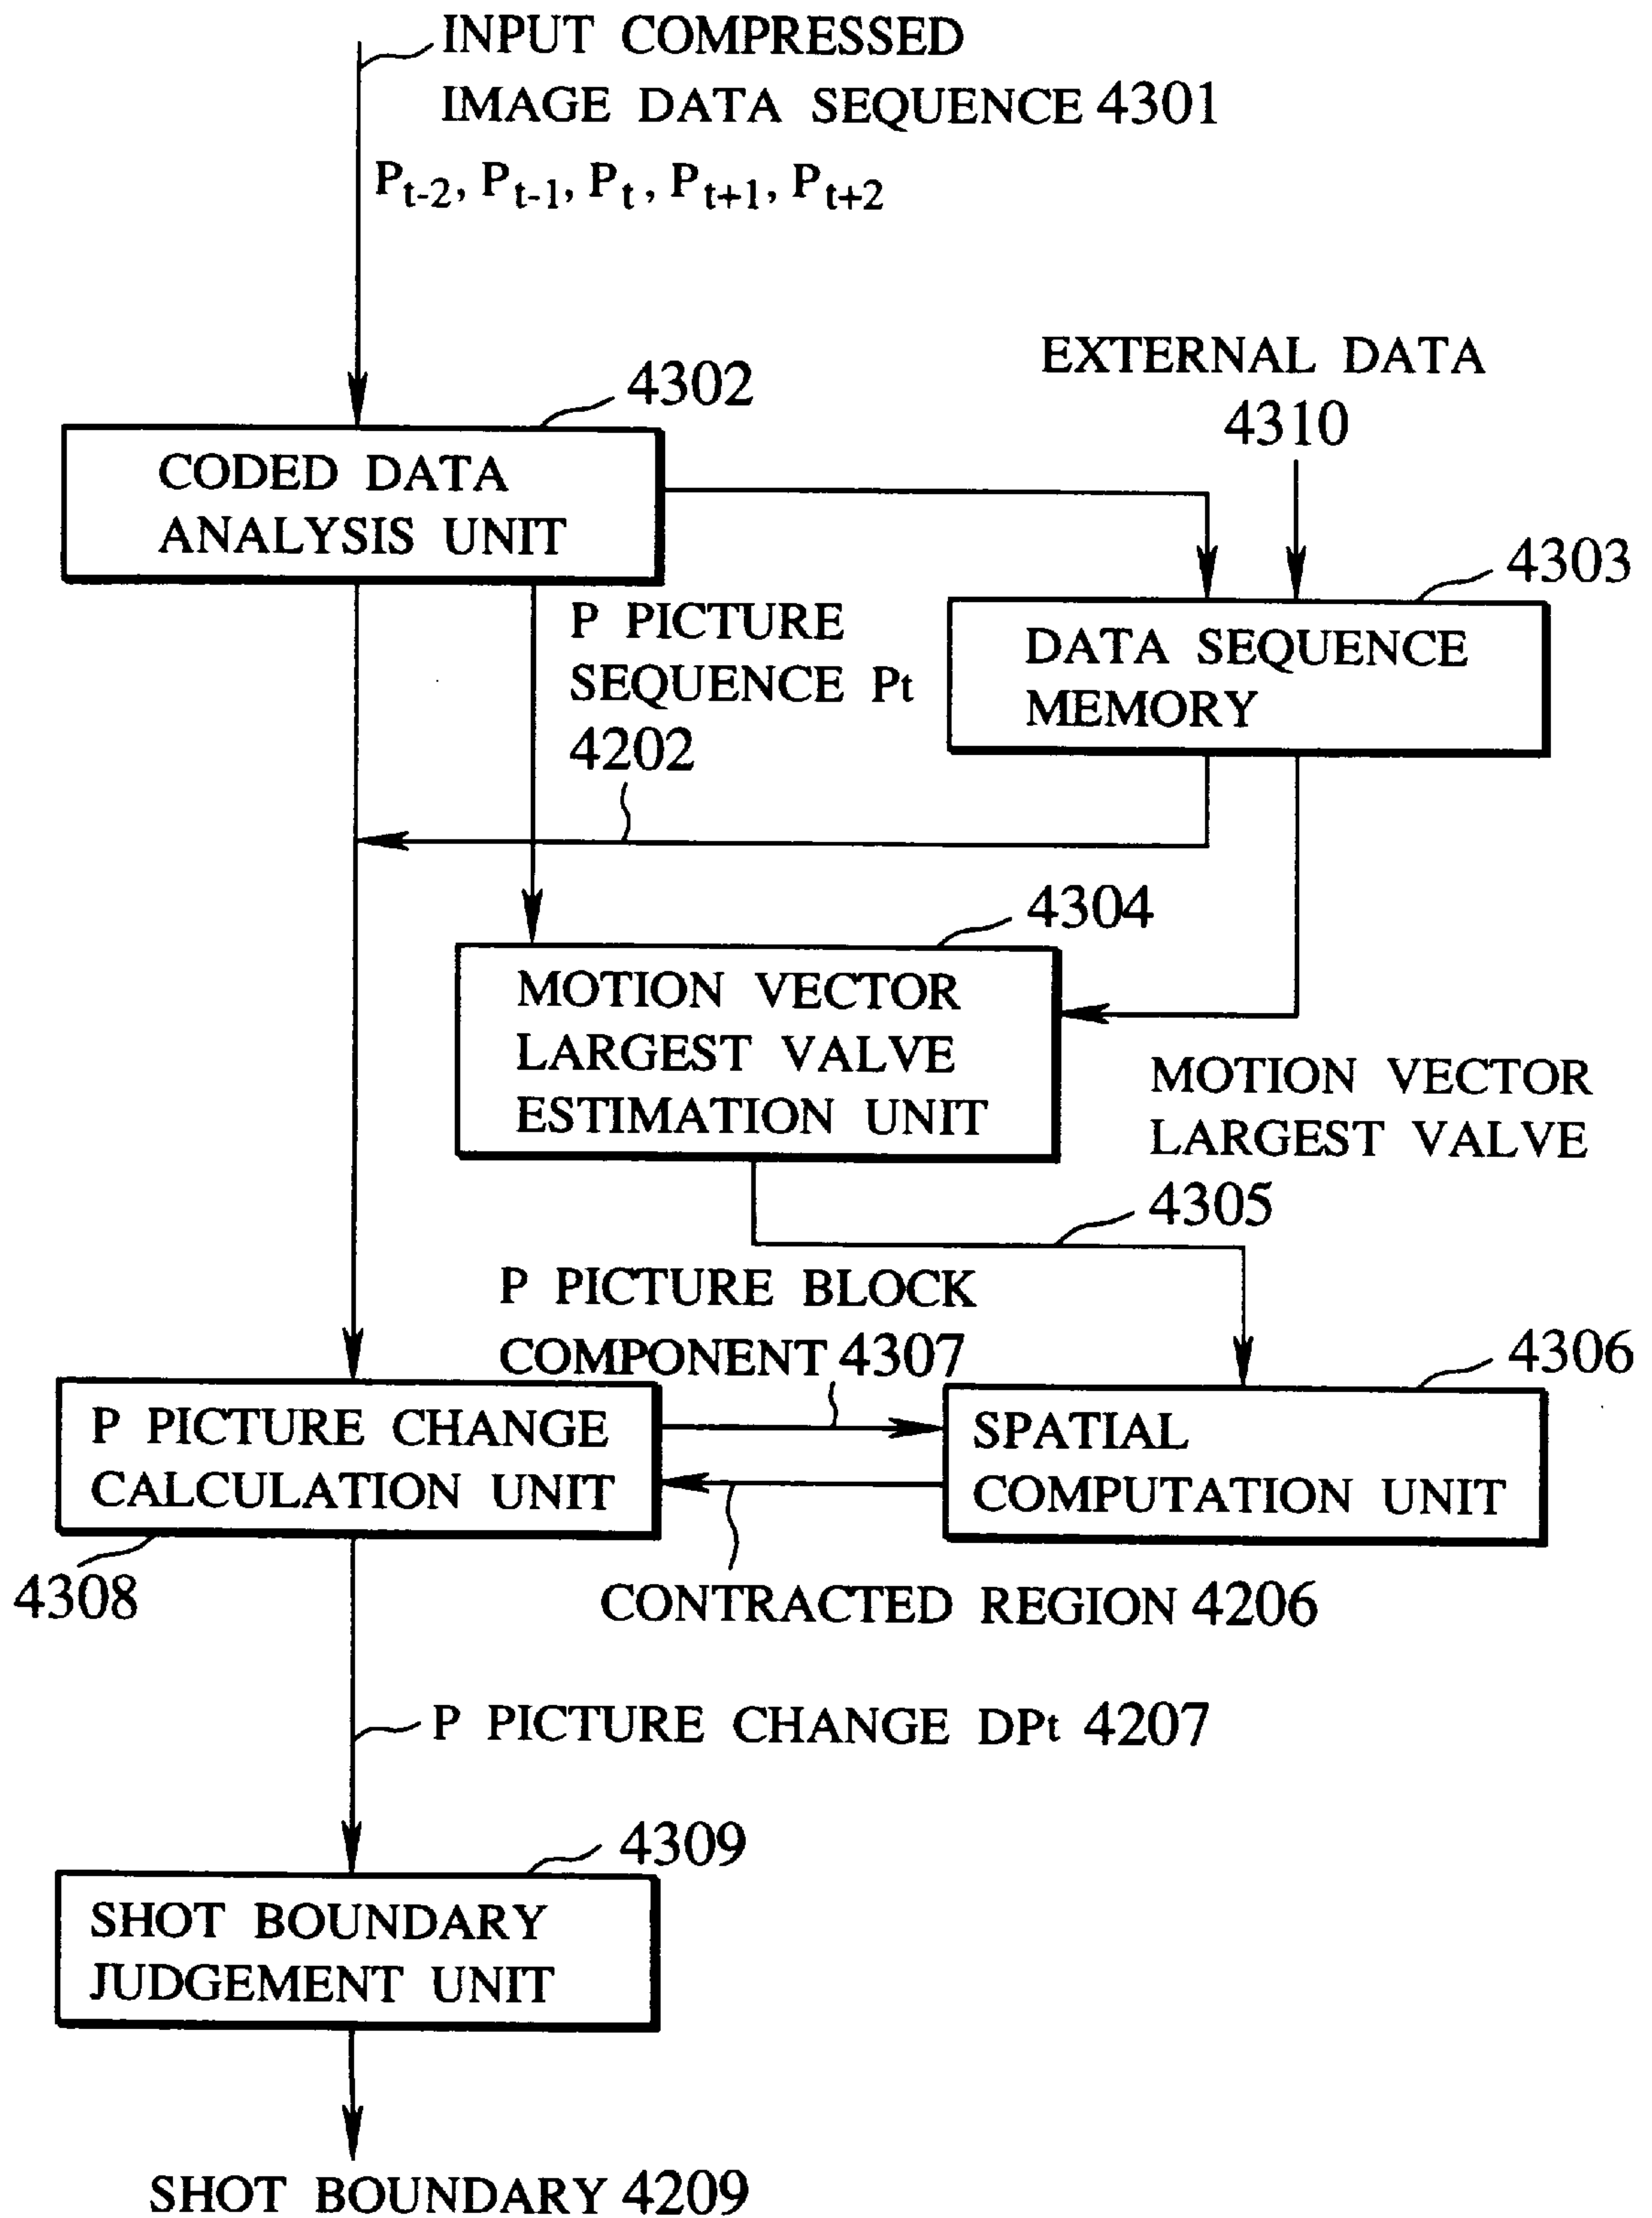 INPUT COMPRESSED
IMAGE DATA SEQUENCE 4301
Pt-2, Pt-1, Pt, Pt+1, Pt+2
EXTERNAL DATA
4310
4302
CODED DATA
ANALYSIS UNIT
4303
DATA SEQUENCE
MEMORY
P PICTURE
SEQUENCE Pt
4202
4304
MOTION VECTOR
LARGEST VALVE
ESTIMATION UNIT
MOTION VECTOR
LARGEST VALVE
4305
P PICTURE BLOCK
COMPONENT 4307
4306
P PICTURE CHANGE
CALCULATION UNIT
SPATIAL
COMPUTATION UNIT
4308
CONTRACTED REGION 4206
P PICTURE CHANGE DPt 4207
4309
SHOT BOUNDARY
JUDGEMENT UNIT
SHOT BOUNDARY 4209